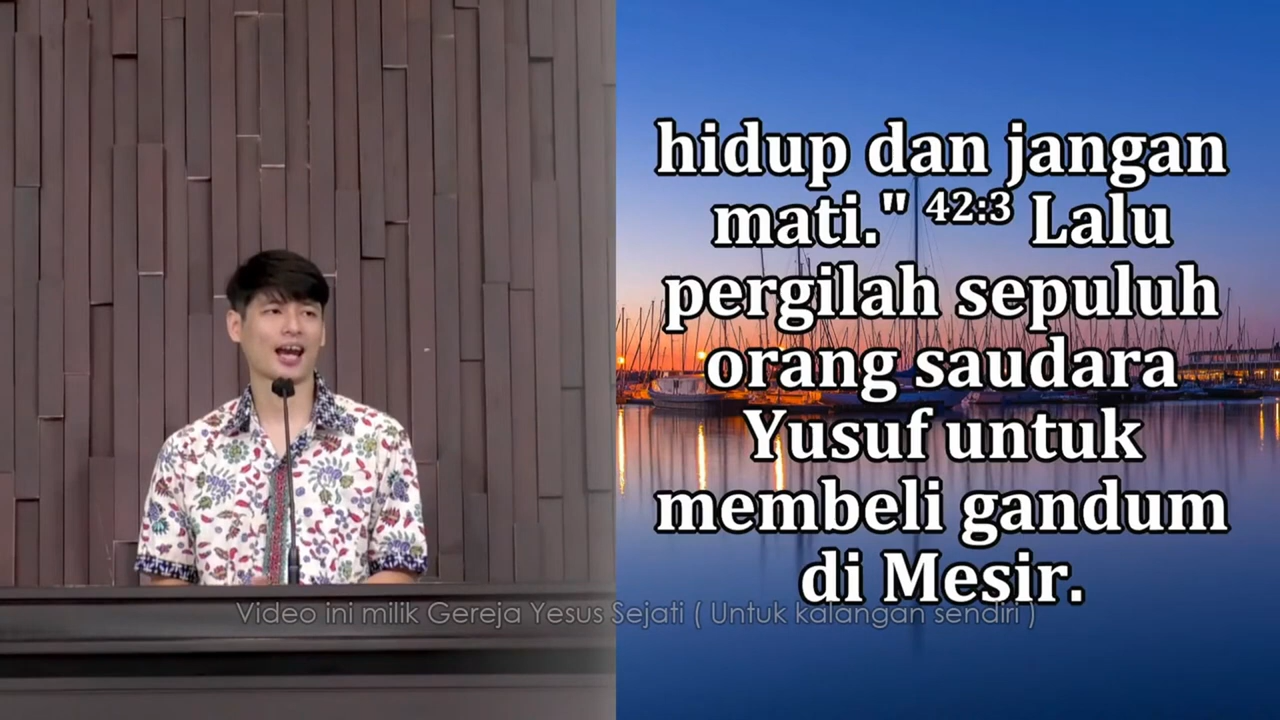 hidup dan jangan
mati." 42:3 Lalu
pergilah sepuluh
orang saudara
Yusuf untuk
membeli gandum
di Mesir.
Video ini milik Gereja Yesus Sejati ( Untuk kalangan sendiri )